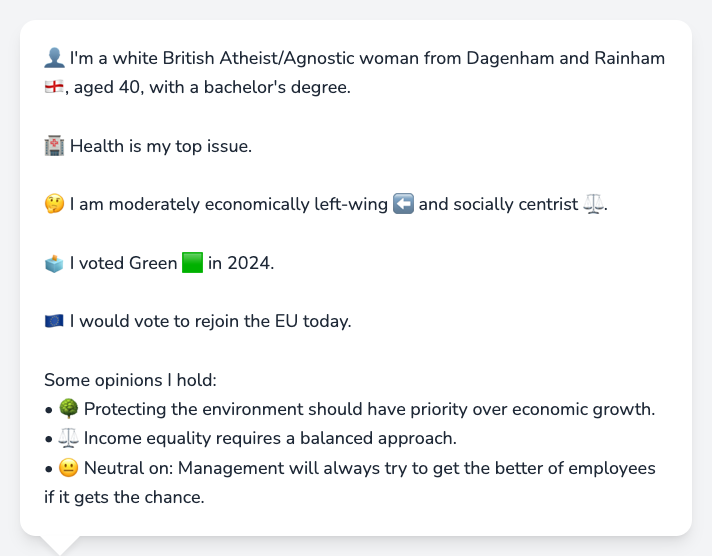 👤 I'm a white British Atheist/Agnostic woman from Dagenham and Rainham
🏴󠁧󠁢󠁥󠁮󠁧󠁿, aged 40, with a bachelor's degree.
🏥 Health is my top issue.
🤔 I am moderately economically left-wing ⬅️ and socially centrist ⚖️.
🗳️ I voted Green 🟩 in 2024.
🇪🇺 I would vote to rejoin the EU today.
Some opinions I hold:
• 🌳 Protecting the environment should have priority over economic growth.
• ⚖️ Income equality requires a balanced approach.
• 😐 Neutral on: Management will always try to get the better of employees
if it gets the chance.